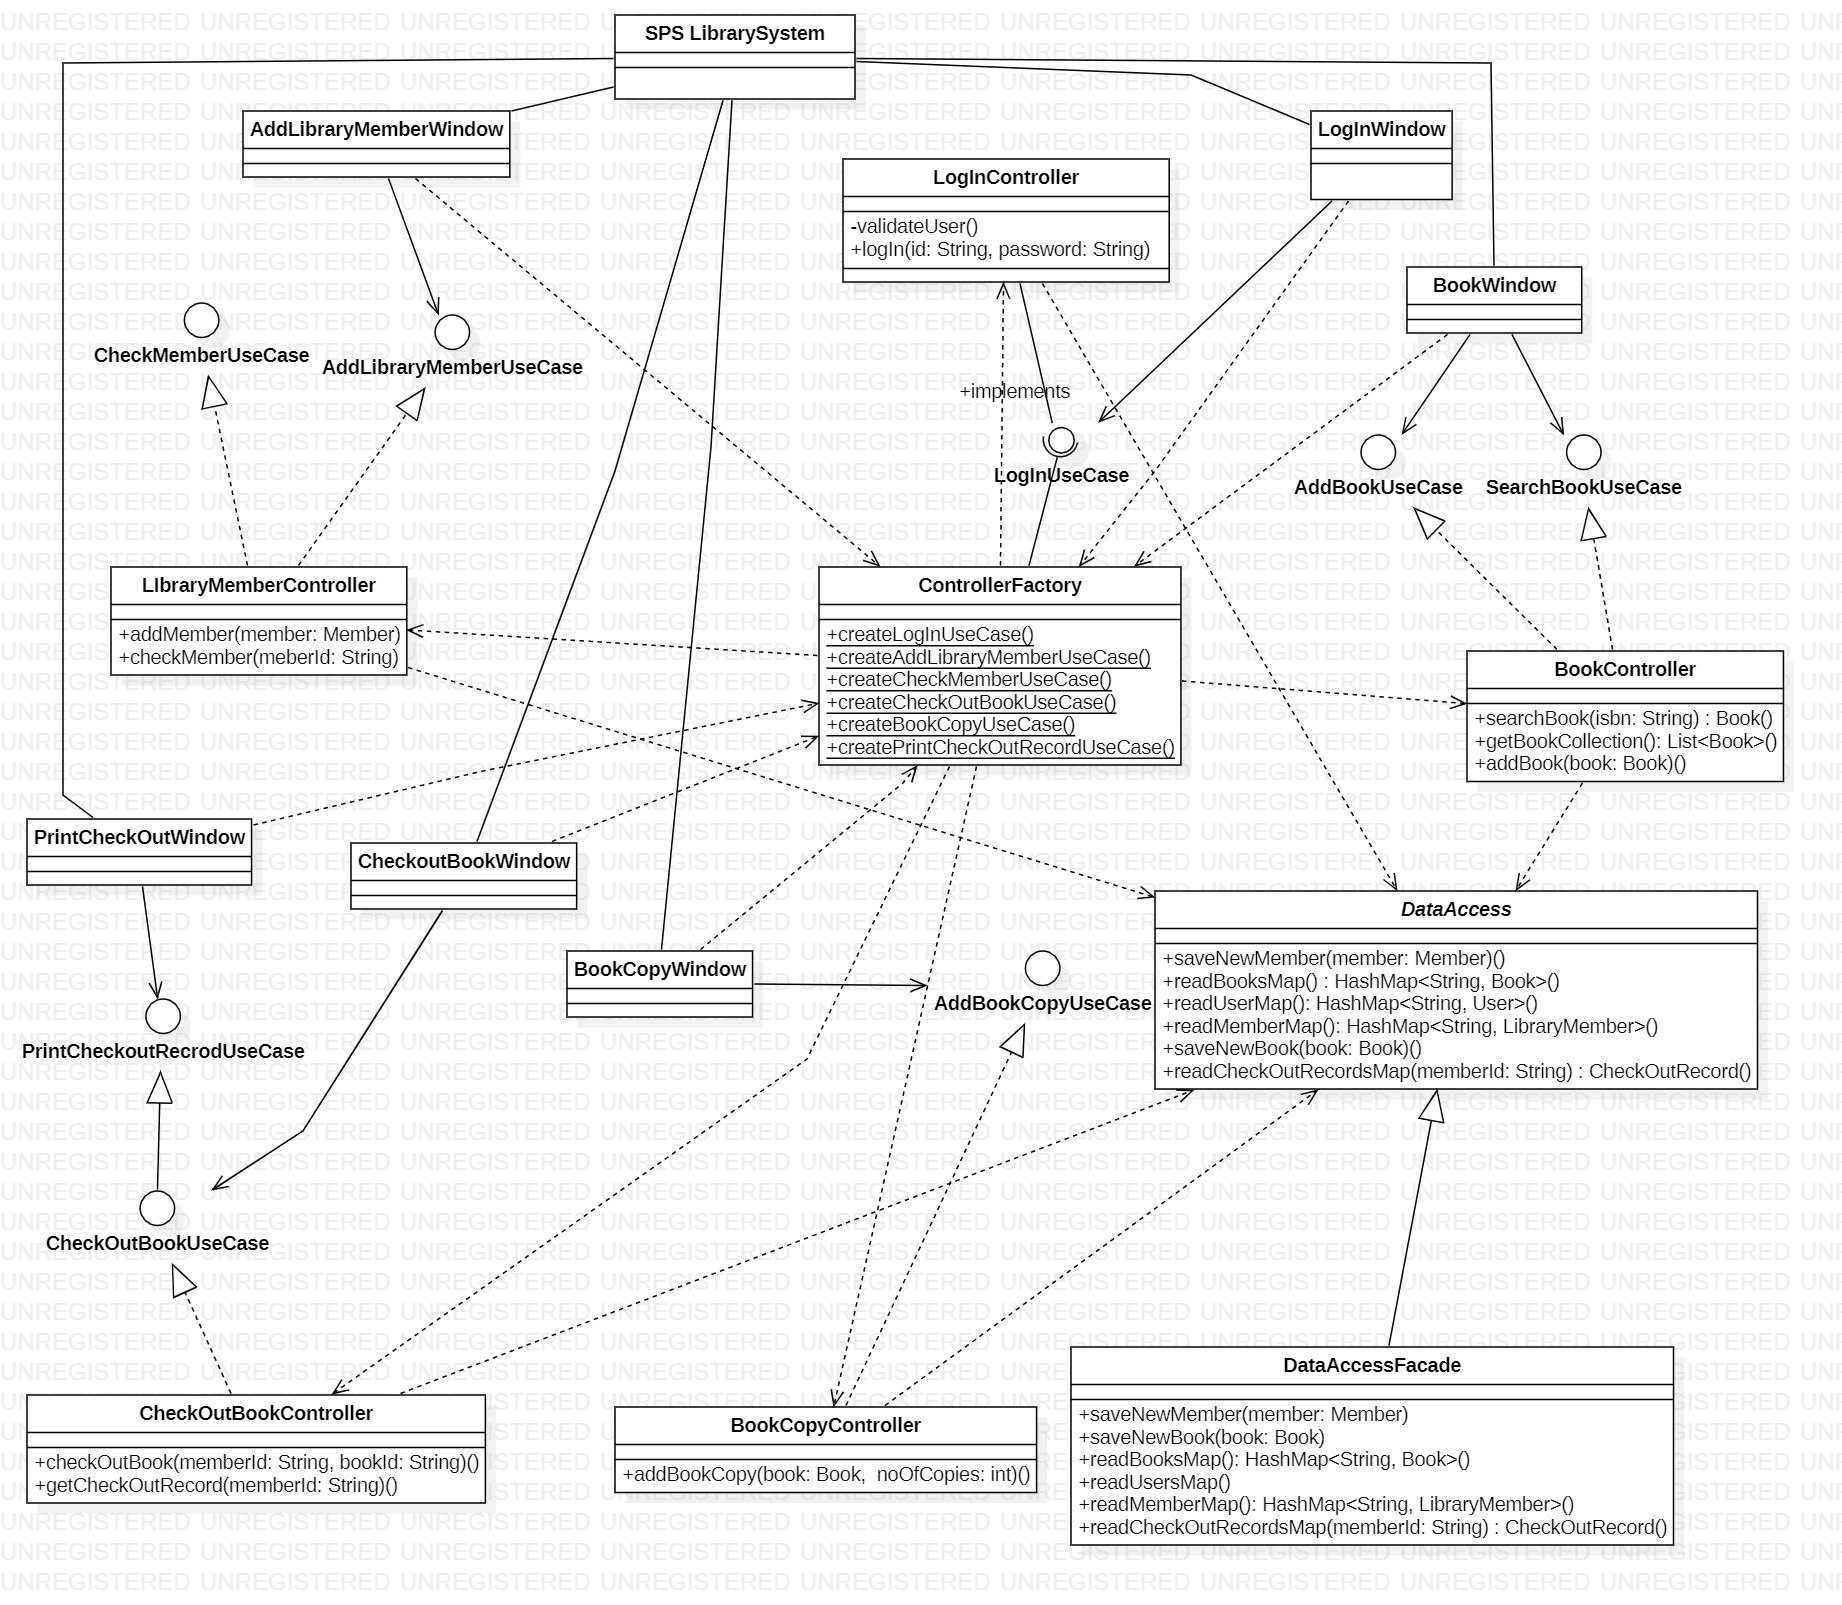 SPS LibrarySystem
AddLibraryMemberWindow
LogInWindow
LogInController
-validateUser()
+logIn(id: String, password: String)
BookWindow
CheckMemberUseCase
AddLibraryMemberUseCase
+implements
LogInUseCase
AddBookUseCase
SearchBookUseCase
LIbraryMemberController
+addMember(member: Member)
+checkMember(meberId: String)
ControllerFactory
+createLogInUseCase()
+createAddLibraryMemberUseCase()
+createCheckMemberUseCase()
+createCheckOutBookUseCase()
+createBookCopyUseCase()
+createPrintCheckOutRecordUseCase()
BookController
+searchBook(isbn: String) : Book()
+getBookCollection(): List<Book>()
+addBook(book: Book)()
PrintCheckOutWindow
CheckoutBookWindow
BookCopyWindow
AddBookCopyUseCase
DataAccess
+saveNewMember(member: Member)()
+readBooksMap() : HashMap<String, Book>()
+readUserMap(): HashMap<String, User>()
+readMemberMap(): HashMap<String, LibraryMember>()
+saveNewBook(book: Book)()
+readCheckOutRecordsMap(memberId: String) : CheckOutRecord()
PrintCheckoutRecrodUseCase
CheckOutBookUseCase
CheckOutBookController
+checkOutBook(memberId: String, bookId: String)()
+getCheckOutRecord(memberId: String)()
BookCopyController
+addBookCopy(book: Book,  noOfCopies: int)()
DataAccessFacade
+saveNewMember(member: Member)
+saveNewBook(book: Book)
+readBooksMap(): HashMap<String, Book>()
+readUsersMap()
+readMemberMap(): HashMap<String, LibraryMember>()
+readCheckOutRecordsMap(memberId: String) : CheckOutRecord()
UNREGISTERED